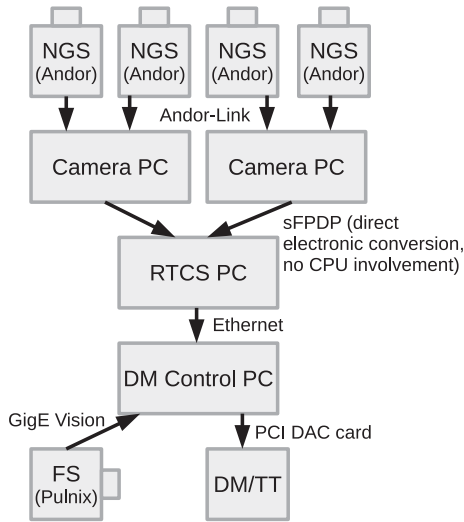 NGS
(Andor)
NGS
(Andor)
NGS
(Andor)
NGS
(Andor)
Andor-Link
Camera PC
Camera PC
sFPDP (direct
electronic conversion,
no CPU involvement)
RTCS PC
Ethernet
DM Control PC
GigE Vision
PCI DAC card
FS
(Pulnix)
DM/TT